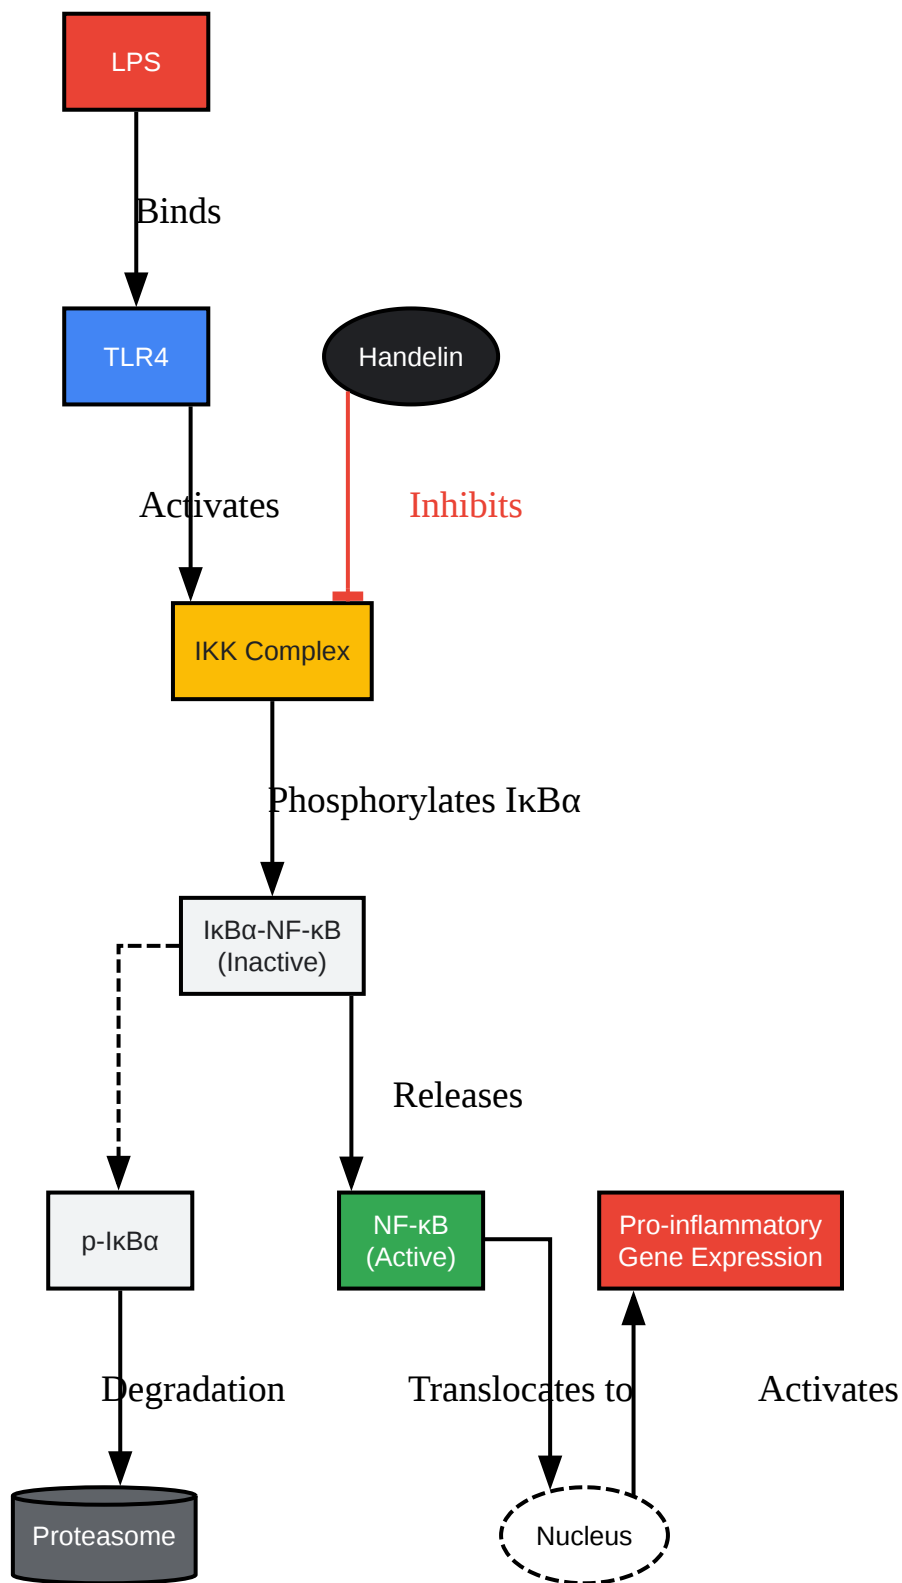 LPS
Binds
TLR4
Handelin
Activates
Inhibits
IKK Complex
Phosphorylates IκBα
IκBα-NF-κB
(Inactive)
Releases
p-IκBα
NF-κB
(Active)
Pro-inflammatory
Gene Expression
Degradation
Translocates to
Activates
Proteasome
Nucleus